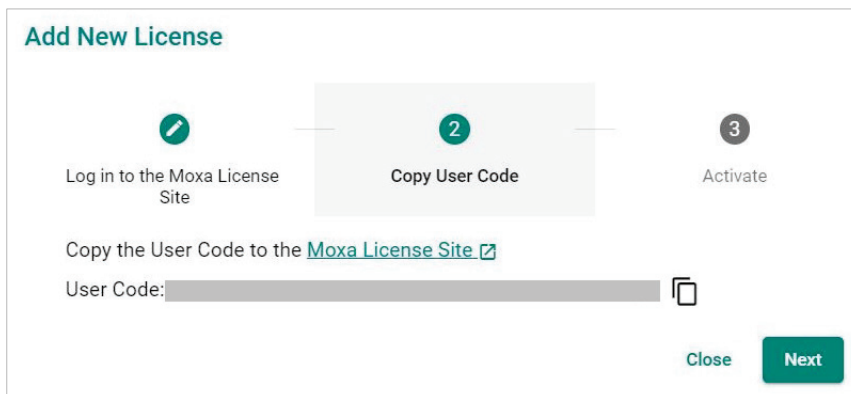 Add New License
2
3
Log in to the Moxa License
Site
Copy User Code
Activate
Copy the User Code to the Moxa License Site
User Code:
Close
Next